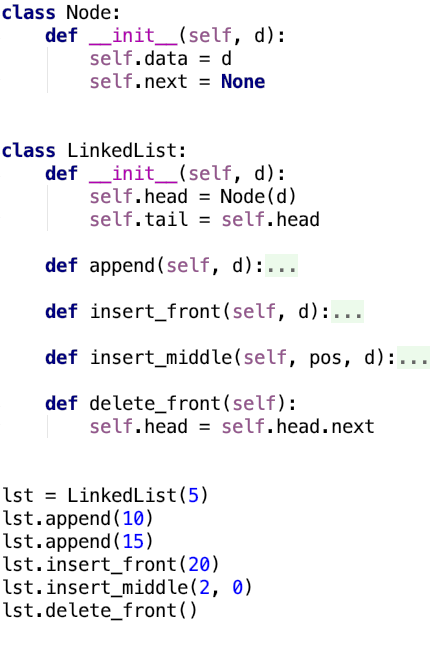 class Node:
    def __init__(self, d):
        self.data = d
        self.next = None
class LinkedList:
    def __init__(self, d):
        self.head = Node(d)
        self.tail = self.head
    def append(self, d):...
    def insert_front(self, d):...
    def insert_middle(self, pos, d):...
    def delete_front(self):
        self.head = self.head.next
lst = LinkedList(5)
lst.append(10)
lst.append(15)
lst.insert_front(20)
lst.insert_middle(2, 0)
lst.delete_front()